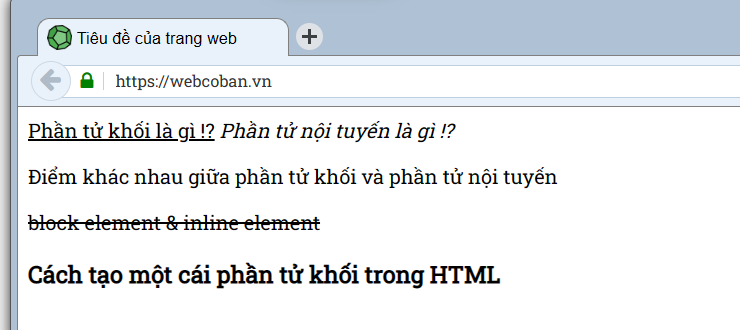 Tiêu đề của trang web
https://webcoban.vn
Phần tử khối là gì !? Phần tử nội tuyến là gì !?
Điểm khác nhau giữa phần tử khối và phần tử nội tuyến
block element & inline element
Cách tạo một cái phần tử khối trong HTML